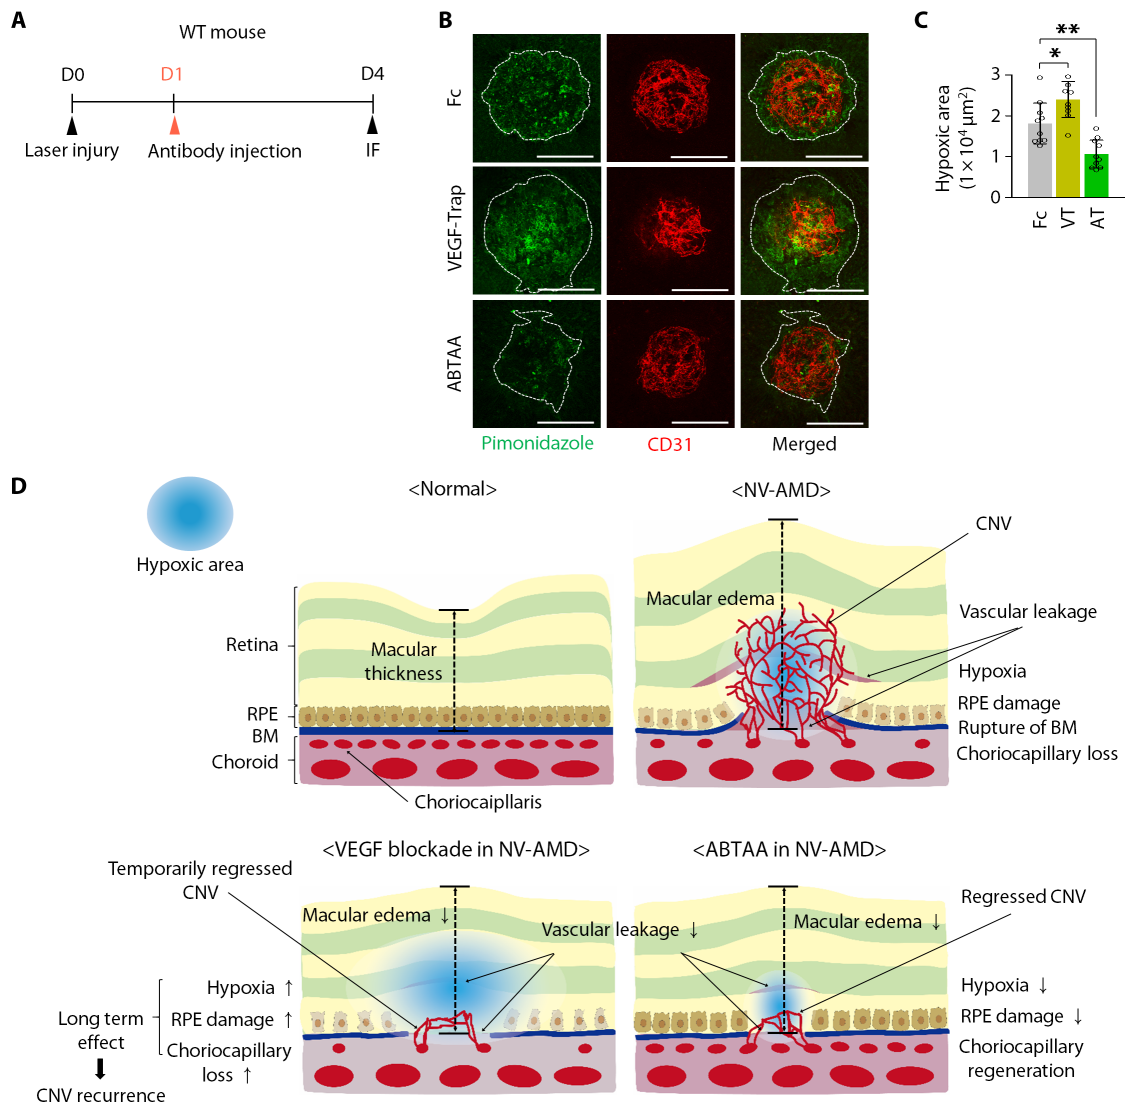 A
WT mouse
D0
D1
D4
Laser injury
Antibody injection
IF
B
Fc
VEGF-Trap
ABTAA
Pimonidazole
CD31
Merged
C
**
*
Hypoxic area
(1 × 10⁴ μm²)
3
2
1
0
Fc
VT
AT
D
Hypoxic area
<Normal>
Retina
RPE
BM
Choroid
Macular
thickness
Choriocaipllaris
<NV-AMD>
CNV
Macular edema
Vascular leakage
Hypoxia
RPE damage
Rupture of BM
Choriocapillary loss
<VEGF blockade in NV-AMD>
Temporarily regressed
CNV
Macular edema ↓
Vascular leakage ↓
Hypoxia ↑
RPE damage ↑
Choriocapillary
loss ↑
Long term
effect
CNV recurrence
<ABTAA in NV-AMD>
Regressed CNV
Macular edema ↓
Hypoxia ↓
RPE damage ↓
Choriocapillary
regeneration